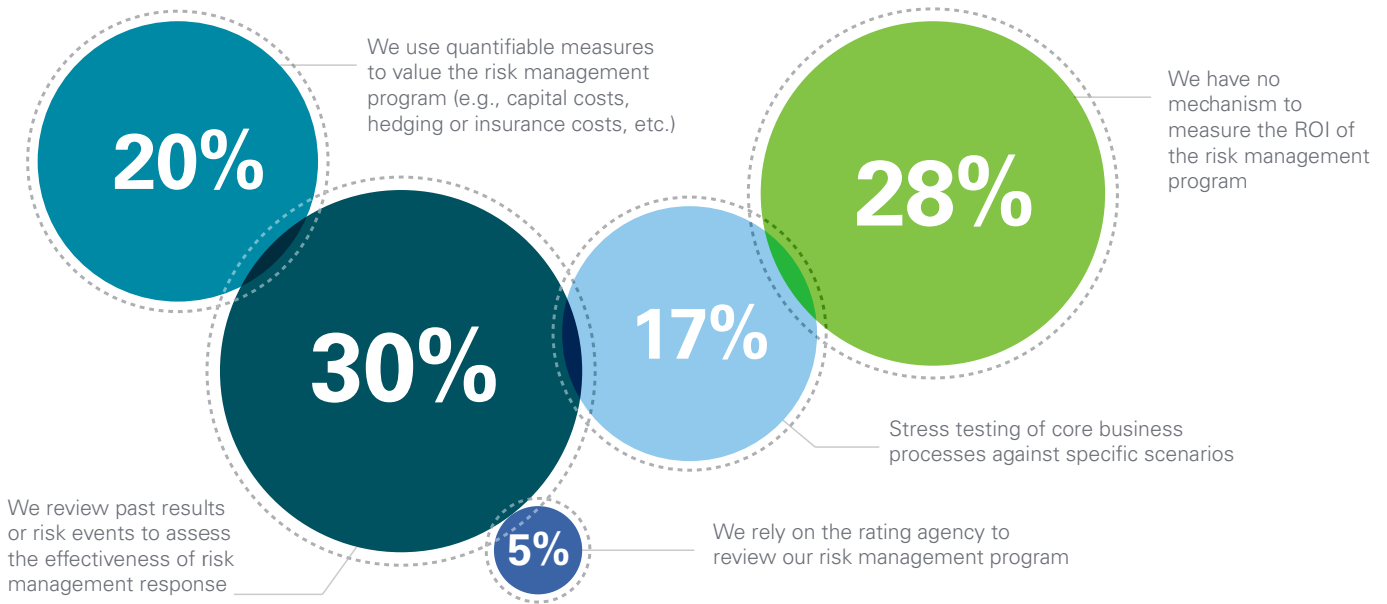 20%
We use quantifiable measures
to value the risk management
program (e.g., capital costs,
hedging or insurance costs, etc.)
28%
We have no
mechanism to
measure the ROI of
the risk management
program
30%
We review past results
or risk events to assess
the effectiveness of risk
management response
17%
Stress testing of core business
processes against specific scenarios
5%
We rely on the rating agency to
review our risk management program